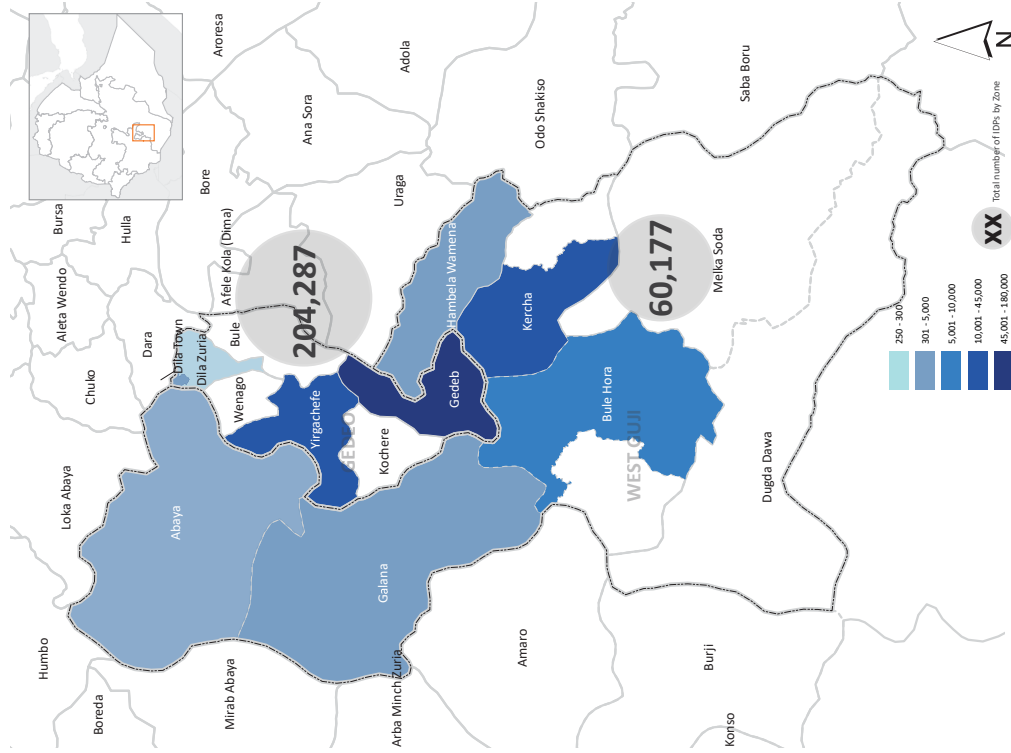 Bursa
Aroresa
Humbo
Loka Abaya
Aleta Wendo
Hulla
Adola
Boreda
Chuko
Dara
Bore
Ana Sora
Dila Town
Dila Zuria
Bule
Afele Kola (Dima)
Mirab Abaya
Abaya
Wenago
204,287
Uraga
Odo Shakiso
Yirgachefe
GEDEO
Kochere
Galana
Gedeb
Hambela Wamena
Arba Minch Zuria
Amaro
Kercha
Bule Hora
WEST GUJI
60,177
Melka Soda
Saba Boru
Burji
Konso
Dugda Dawa
250 - 300
301 - 5,000
5,001 - 10,000
10,001 - 45,000
45,001 - 180,000
XX
Total number of IDPs by Zone
N